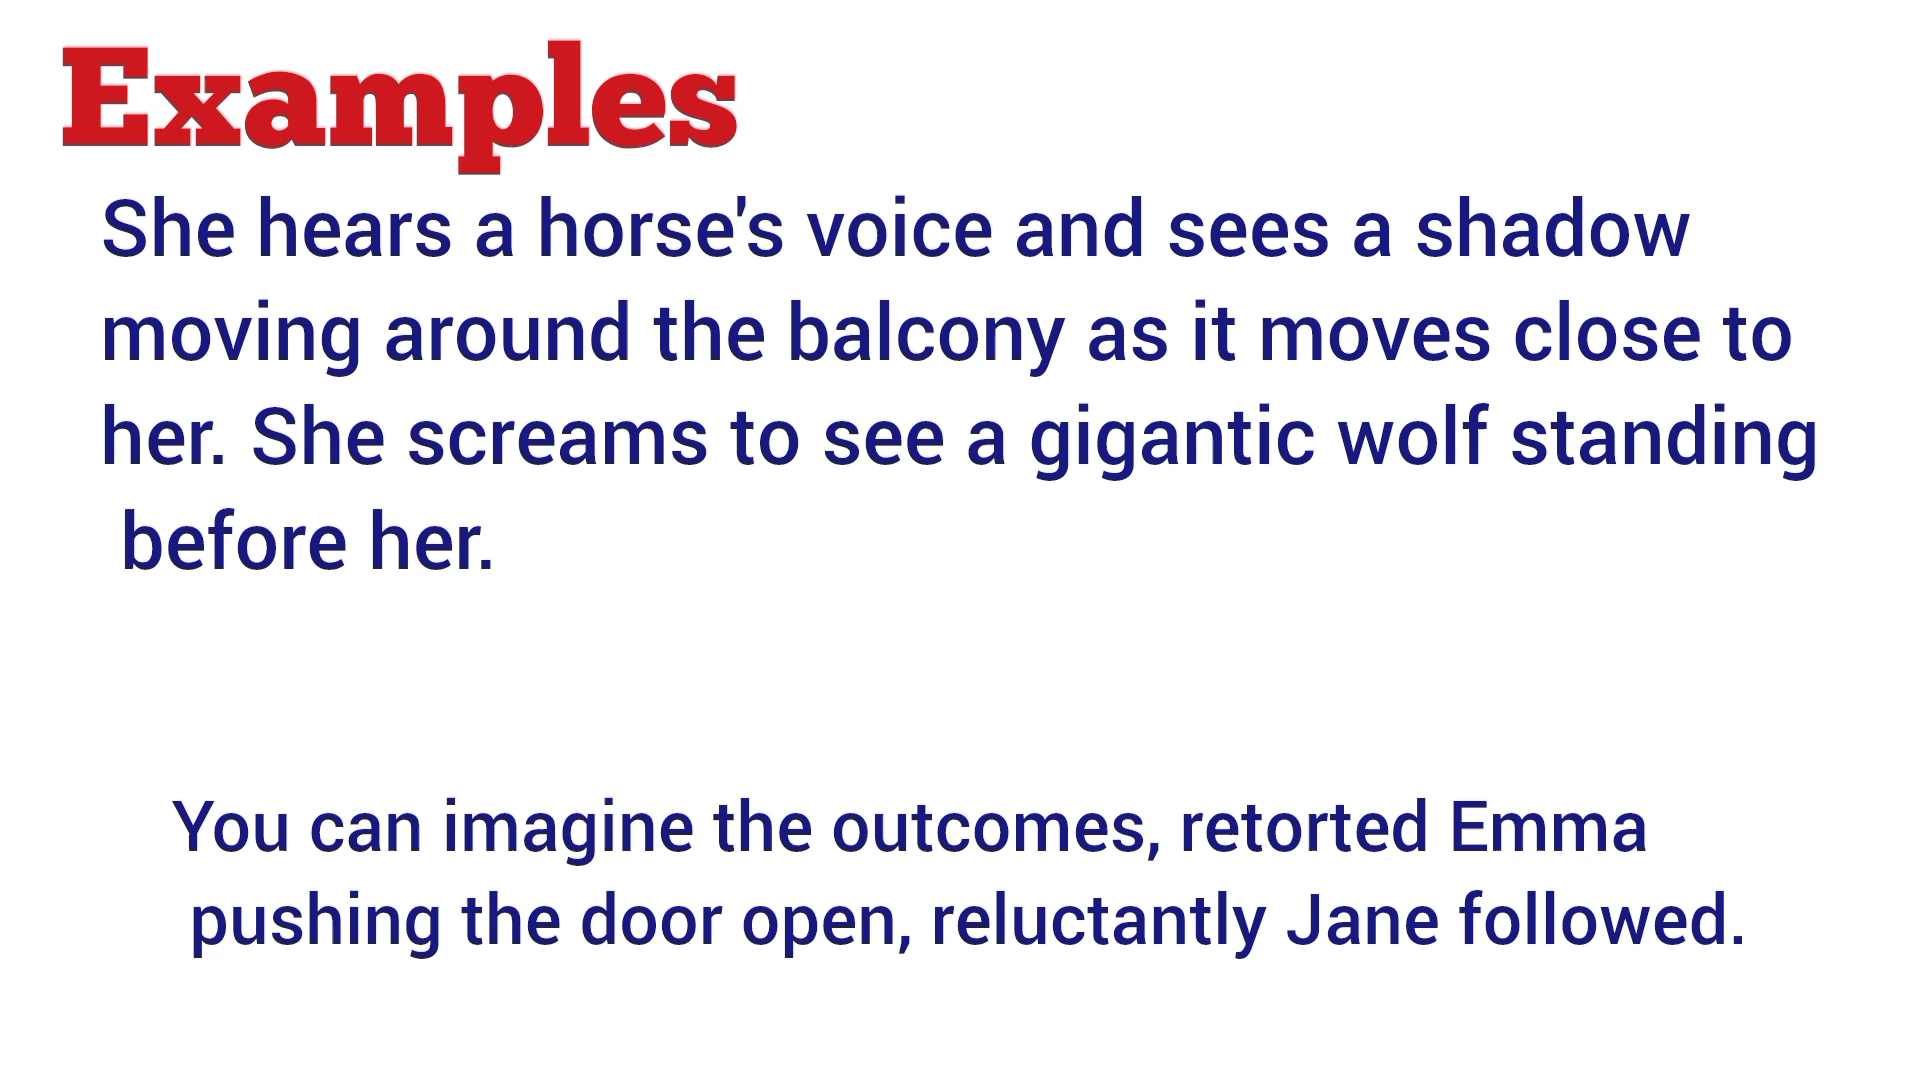 Examples
She hears a horse's voice and sees a shadow
moving around the balcony as it moves close to
her. She screams to see a gigantic wolf standing
before her.
You can imagine the outcomes, retorted Emma
pushing the door open, reluctantly Jane followed.